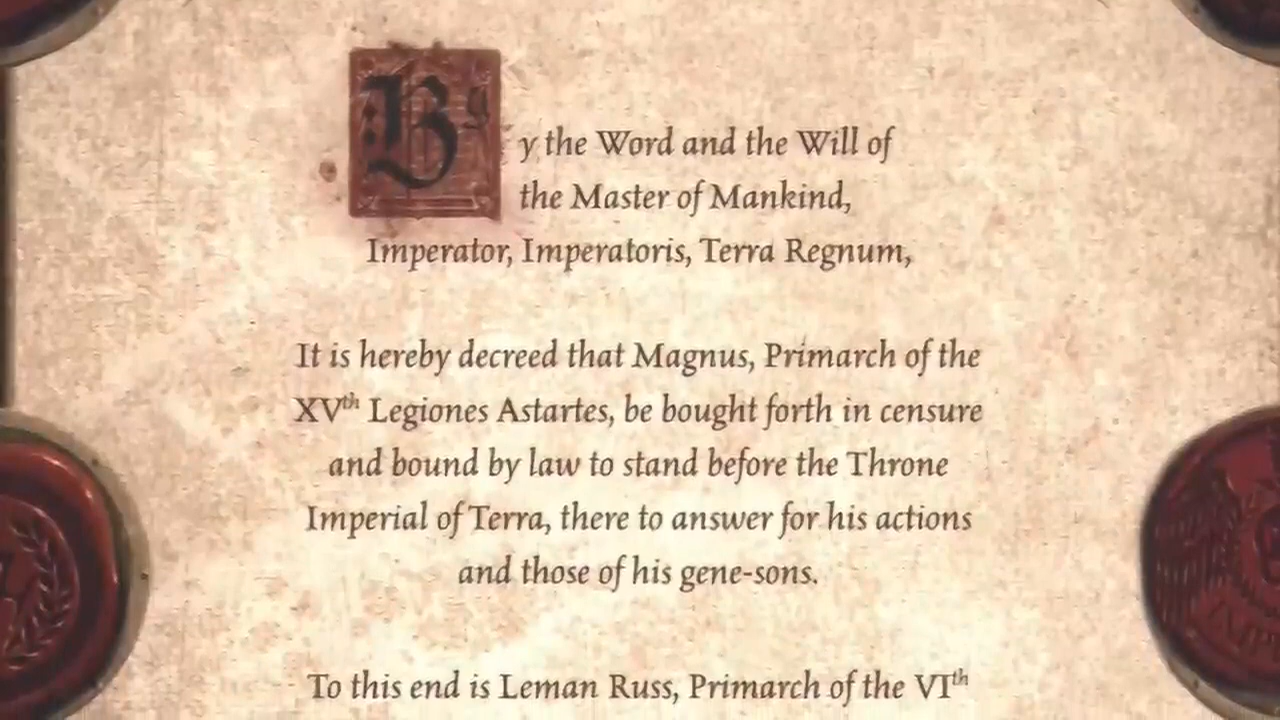 By the Word and the Will of
the Master of Mankind,
Imperator, Imperatoris, Terra Regnum,
It is hereby decreed that Magnus, Primarch of the
XVth Legiones Astartes, be bought forth in censure
and bound by law to stand before the Throne
Imperial of Terra, there to answer for his actions
and those of his gene-sons.
To this end is Leman Russ, Primarch of the VIth